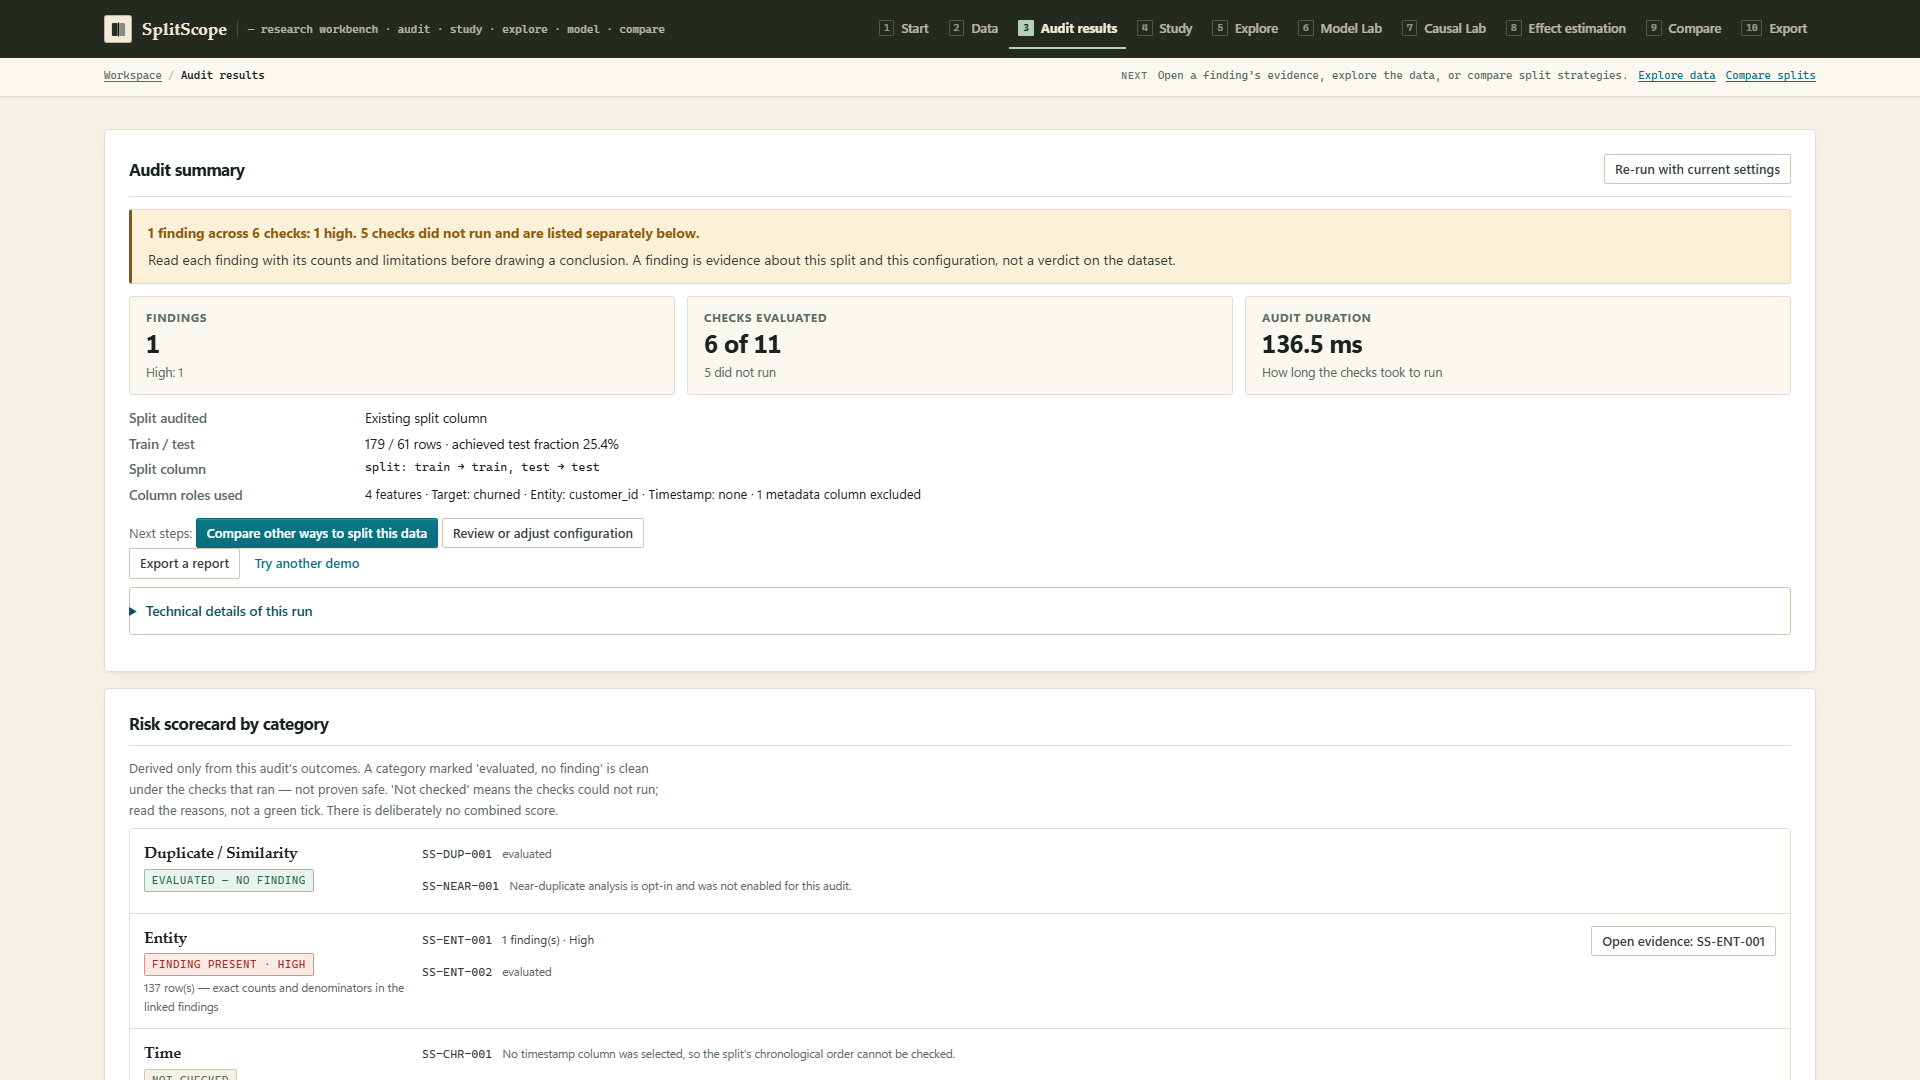 SplitScope — research workbench · audit · study · explore · model · compare
1 Start 2 Data 3 Audit results 4 Study 5 Explore 6 Model Lab 7 Causal Lab 8 Effect estimation 9 Compare 10 Export
Workspace / Audit results
NEXT Open a finding's evidence, explore the data, or compare split strategies. Explore data Compare splits
Audit summary
Re-run with current settings
1 finding across 6 checks: 1 high. 5 checks did not run and are listed separately below.
Read each finding with its counts and limitations before drawing a conclusion. A finding is evidence about this split and this configuration, not a verdict on the dataset.
FINDINGS
1
High: 1
CHECKS EVALUATED
6 of 11
5 did not run
AUDIT DURATION
136.5 ms
How long the checks took to run
Split audited Existing split column
Train / test 179 / 61 rows · achieved test fraction 25.4%
Split column split: train → train, test → test
Column roles used 4 features · Target: churned · Entity: customer_id · Timestamp: none · 1 metadata column excluded
Next steps: Compare other ways to split this data Review or adjust configuration
Export a report Try another demo
Technical details of this run
Risk scorecard by category
Derived only from this audit's outcomes. A category marked 'evaluated, no finding' is clean
under the checks that ran — not proven safe. 'Not checked' means the checks could not run;
read the reasons, not a green tick. There is deliberately no combined score.
Duplicate / Similarity
EVALUATED — NO FINDING
SS-DUP-001 evaluated
SS-NEAR-001 Near-duplicate analysis is opt-in and was not enabled for this audit.
Entity
FINDING PRESENT · HIGH
137 row(s) — exact counts and denominators in the
linked findings
SS-ENT-001 1 finding(s) · High
SS-ENT-002 evaluated
Open evidence: SS-ENT-001
Time
NOT CHECKED
SS-CHR-001 No timestamp column was selected, so the split's chronological order cannot be checked.